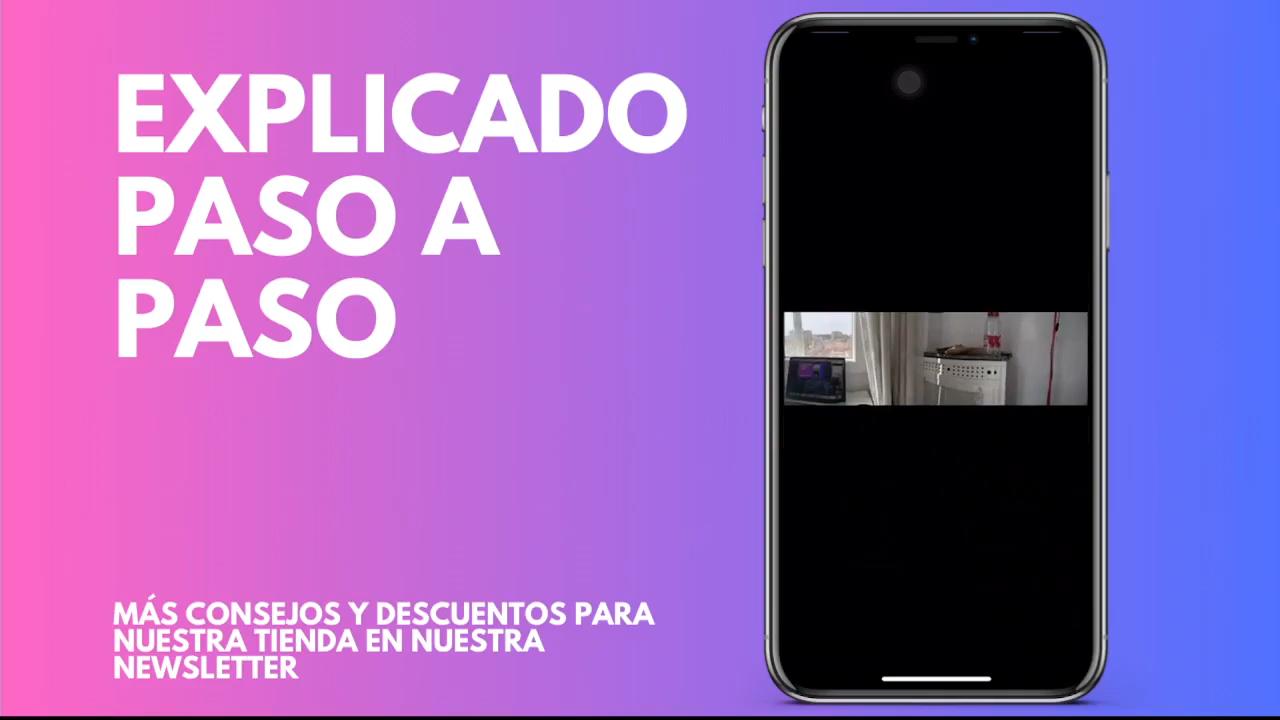 EXPLICADO
PASO A
PASO
MÁS CONSEJOS Y DESCUENTOS PARA
NUESTRA TIENDA EN NUESTRA
NEWSLETTER